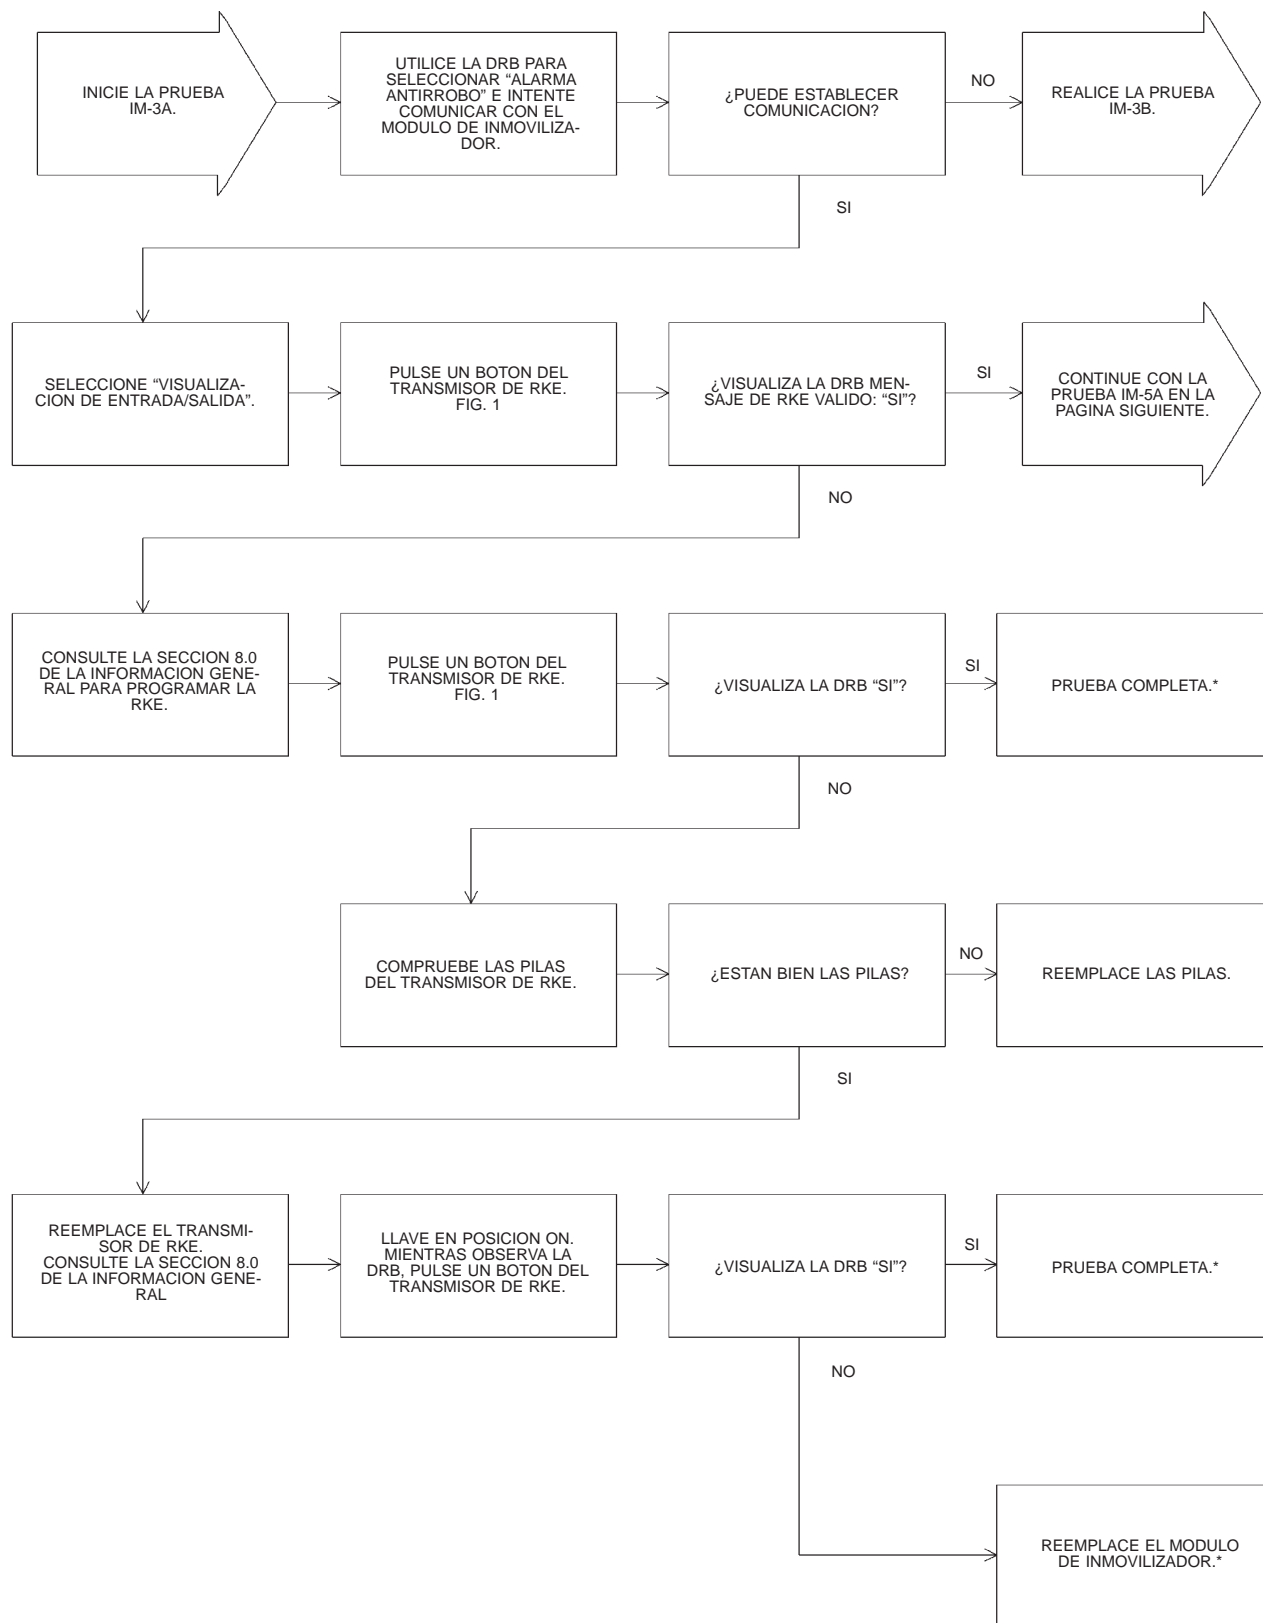 INICIE LA PRUEBA
IM-3A.
UTILICE LA DRB PARA
SELECCIONAR “ALARMA
ANTIRROBO” E INTENTE
COMUNICAR CON EL
MODULO DE INMOVILIZA-
DOR.
¿PUEDE ESTABLECER
COMUNICACION?
NO
REALICE LA PRUEBA
IM-3B.
SI
SELECCIONE “VISUALIZA-
CION DE ENTRADA/SALIDA”.
PULSE UN BOTON DEL
TRANSMISOR DE RKE.
FIG. 1
¿VISUALIZA LA DRB MEN-
SAJE DE RKE VALIDO: “SI”?
SI
CONTINUE CON LA
PRUEBA IM-5A EN LA
PAGINA SIGUIENTE.
NO
CONSULTE LA SECCION 8.0
DE LA INFORMACION GENE-
RAL PARA PROGRAMAR LA
RKE.
PULSE UN BOTON DEL
TRANSMISOR DE RKE.
FIG. 1
¿VISUALIZA LA DRB “SI”?
SI
PRUEBA COMPLETA.*
NO
COMPRUEBE LAS PILAS
DEL TRANSMISOR DE RKE.
¿ESTAN BIEN LAS PILAS?
NO
REEMPLACE LAS PILAS.
SI
REEMPLACE EL TRANSMI-
SOR DE RKE.
CONSULTE LA SECCION 8.0
DE LA INFORMACION GENE-
RAL
LLAVE EN POSICION ON.
MIENTRAS OBSERVA LA
DRB, PULSE UN BOTON DEL
TRANSMISOR DE RKE.
¿VISUALIZA LA DRB “SI”?
SI
PRUEBA COMPLETA.*
NO
REEMPLACE EL MODULO
DE INMOVILIZADOR.*